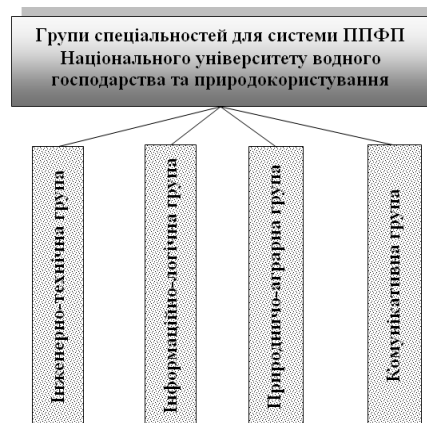 Групи спеціальностей для системи ППФП
Національного університету водного
господарства та природокористування
Інженерно-технічна група
Інформаційно-логічна група
Природничо-аграрна група
Комунікативна група